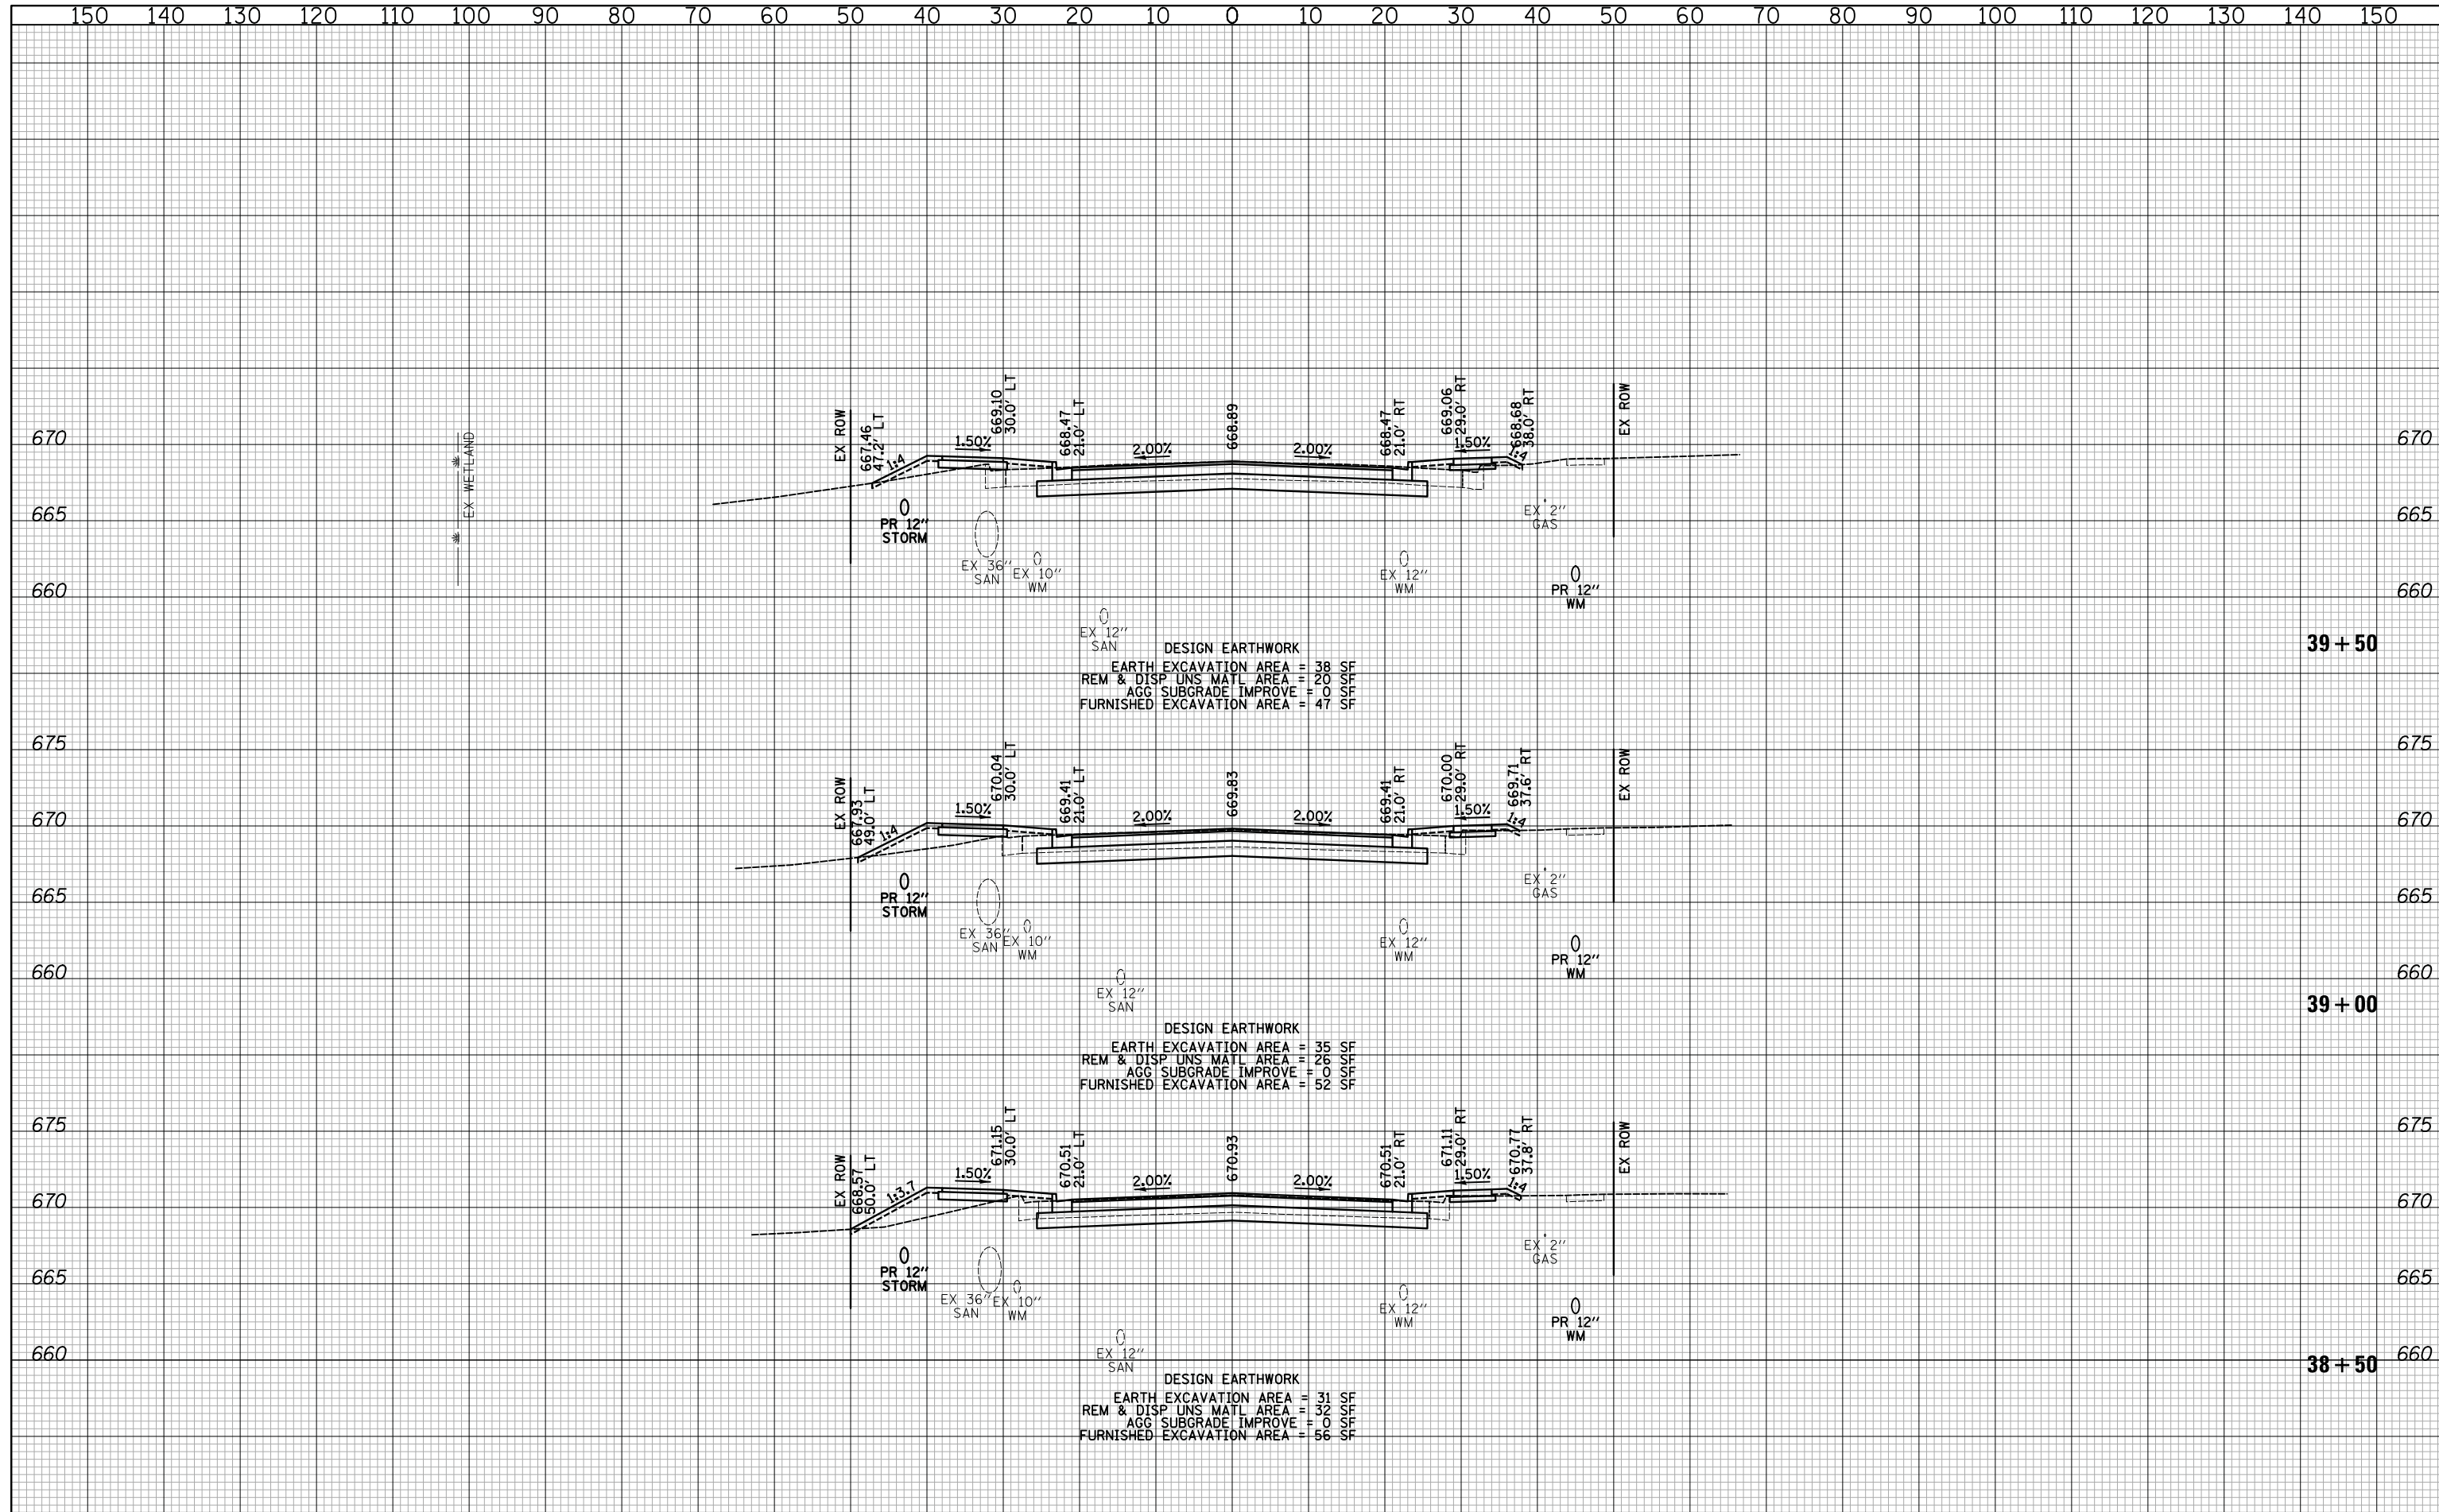 150 140 130 120 110 100 90 80 70 60 50 40 30 20 10 0 10 20 30 40 50 60 70 80 90 100 110 120 130 140 150
EX WETLAND
EX ROW
667.46
47.2' LT
1:4
1.50%
669.10
30.0' LT
668.47
21.0' LT
2.00%
668.89
2.00%
668.47
21.0' RT
669.06
29.0' RT
1.50%
668.68
38.0' RT
1:4
EX ROW
670 670
665 665
660 660
PR 12"
STORM
EX 36"
SAN
EX 10"
WM
EX 12"
SAN
EX 12"
WM
EX 2"
GAS
PR 12"
WM
39+50
DESIGN EARTHWORK
EARTH EXCAVATION AREA = 38 SF
REM & DISP UNS MATL AREA = 20 SF
AGG SUBGRADE IMPROVE = 0 SF
FURNISHED EXCAVATION AREA = 47 SF
675 675
EX ROW
667.93
49.0' LT
1:4
1.50%
670.04
30.0' LT
669.41
21.0' LT
2.00%
669.83
2.00%
669.41
21.0' RT
670.00
29.0' RT
1.50%
669.71
37.6' RT
1:4
EX ROW
670 670
665 665
660 660
PR 12"
STORM
EX 36"
SAN
EX 10"
WM
EX 12"
SAN
EX 12"
WM
EX 2"
GAS
PR 12"
WM
39+00
DESIGN EARTHWORK
EARTH EXCAVATION AREA = 35 SF
REM & DISP UNS MATL AREA = 26 SF
AGG SUBGRADE IMPROVE = 0 SF
FURNISHED EXCAVATION AREA = 52 SF
675 675
EX ROW
668.57
50.0' LT
1:3.7
1.50%
671.15
30.0' LT
670.51
21.0' LT
2.00%
670.93
2.00%
670.51
21.0' RT
671.11
29.0' RT
1.50%
670.77
37.8' RT
1:4
EX ROW
670 670
665 665
660 660
PR 12"
STORM
EX 36"
SAN
EX 10"
WM
EX 12"
SAN
EX 12"
WM
EX 2"
GAS
PR 12"
WM
38+50
DESIGN EARTHWORK
EARTH EXCAVATION AREA = 31 SF
REM & DISP UNS MATL AREA = 32 SF
AGG SUBGRADE IMPROVE = 0 SF
FURNISHED EXCAVATION AREA = 56 SF